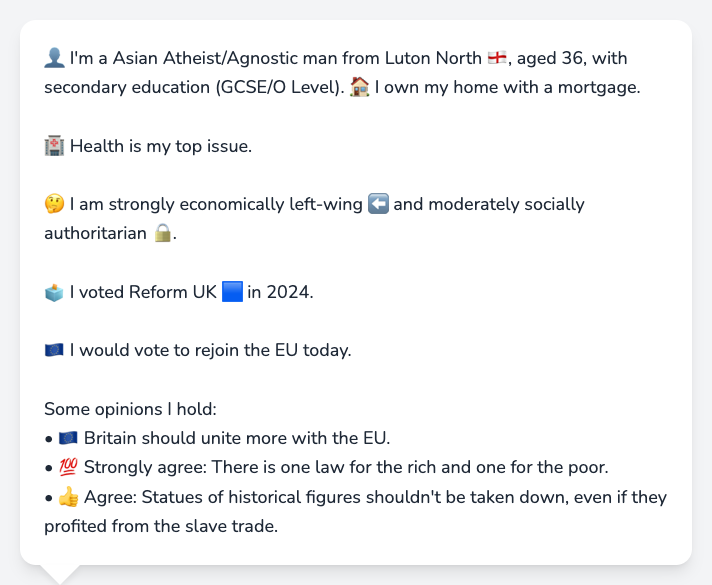 👤 I'm a Asian Atheist/Agnostic man from Luton North 🏴󠁧󠁢󠁥󠁮󠁧󠁿, aged 36, with
secondary education (GCSE/O Level). 🏠 I own my home with a mortgage.
🏥 Health is my top issue.
🤔 I am strongly economically left-wing ⬅️ and moderately socially
authoritarian 🔒.
🗳️ I voted Reform UK 🟦 in 2024.
🇪🇺 I would vote to rejoin the EU today.
Some opinions I hold:
• 🇪🇺 Britain should unite more with the EU.
• 💯 Strongly agree: There is one law for the rich and one for the poor.
• 👍 Agree: Statues of historical figures shouldn't be taken down, even if they
profited from the slave trade.